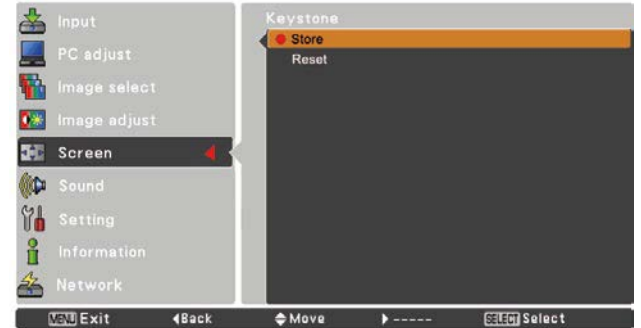 Input
PC adjust
Image select
Image adjust
Screen
Sound
Setting
Information
Network
Keystone
Store
Reset
MENU Exit ◀Back Move ▶ ----- SELECT Select